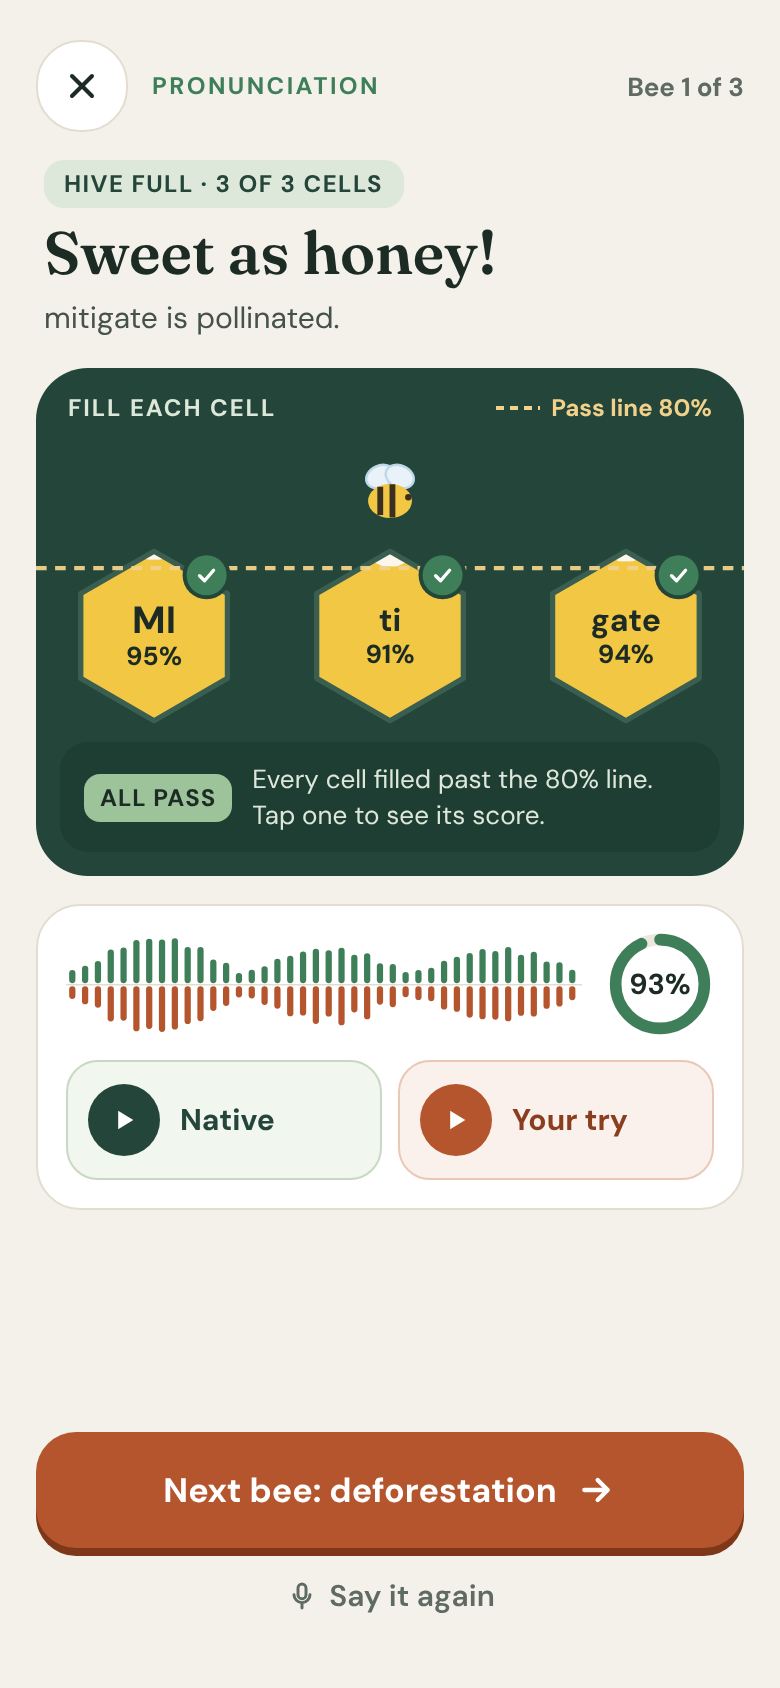 PRONUNCIATION
Bee 1 of 3
HIVE FULL · 3 OF 3 CELLS
Sweet as honey!
mitigate is pollinated.
FILL EACH CELL
Pass line 80%
MI
95%
ti
91%
gate
94%
ALL PASS
Every cell filled past the 80% line.
Tap one to see its score.
93%
Native
Your try
Next bee: deforestation →
Say it again